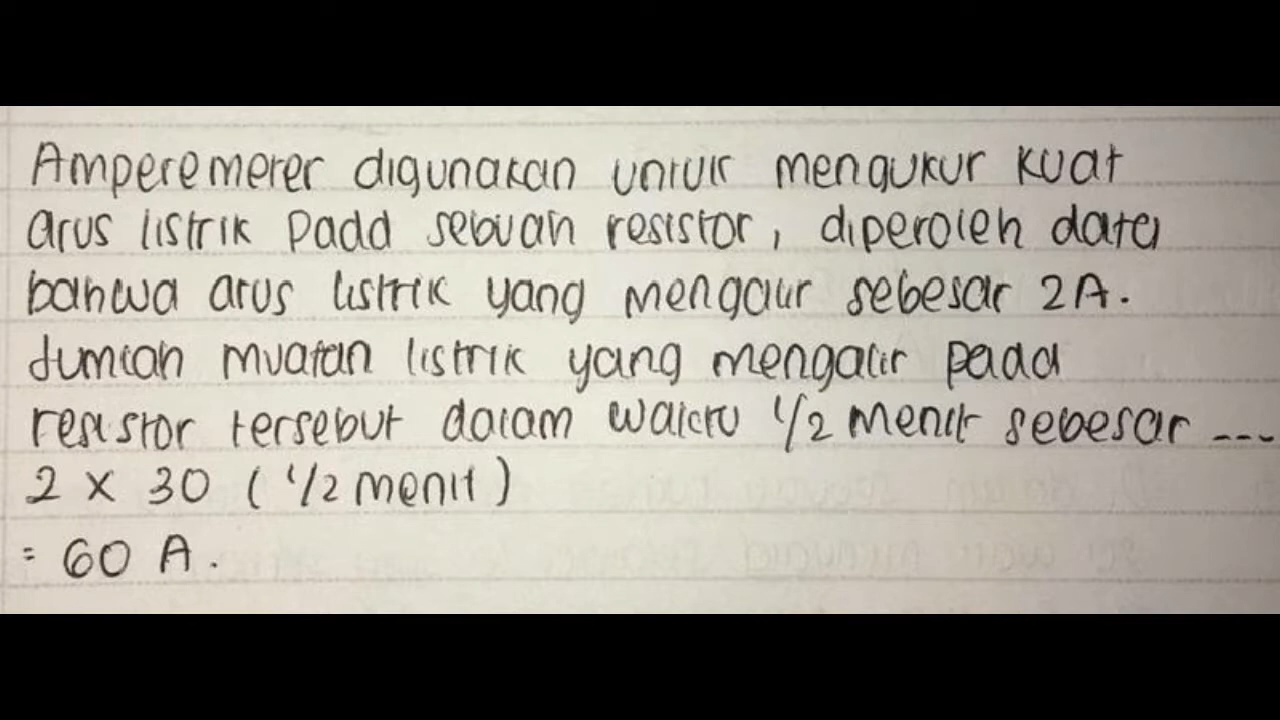 Amperemeter digunakan untuk mengukur kuat
arus listrik pada sebuah resistor, diperoleh data
bahwa arus listrik yang mengalir sebesar 2A.
Jumlah muatan listrik yang mengalir pada
resistor tersebut dalam waktu 1/2 menit sebesar ---
2 x 30 (1/2 menit)
= 60 A.